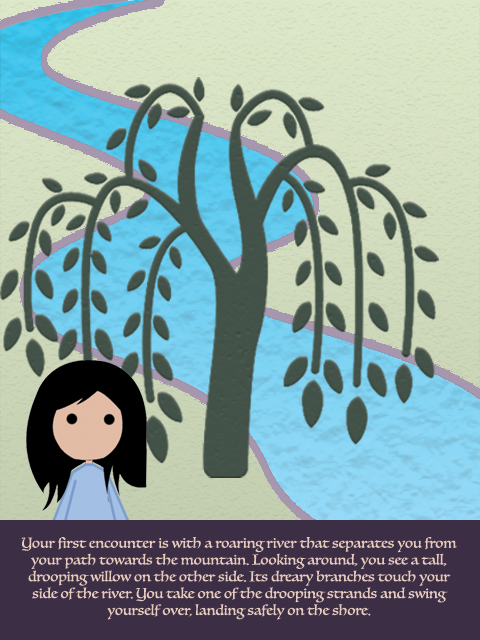 Your first encounter is with a roaring river that separates you from
your path towards the mountain. Looking around, you see a tall,
drooping willow on the other side. Its dreary branches touch your
side of the river. You take one of the drooping strands and swing
yourself over, landing safely on the shore.